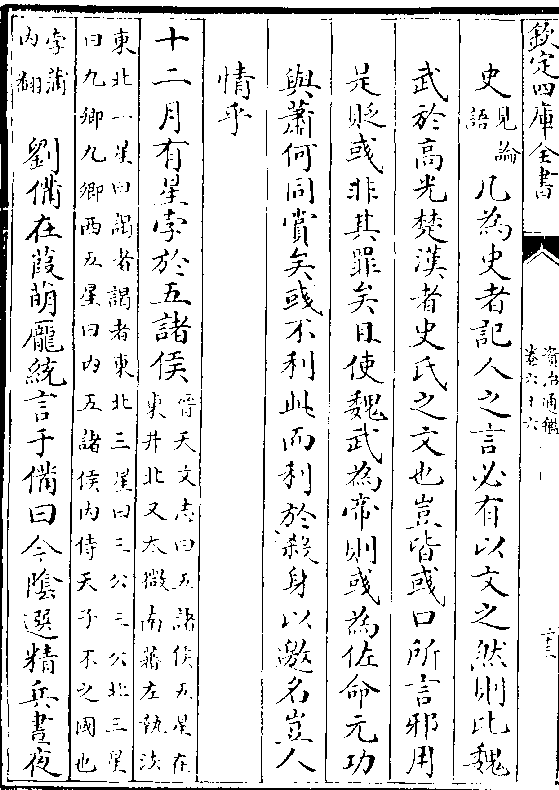 欽定四庫全書
資治通鑑
卷六十六
史見論語凡為史者記人之言必有以文之然則比魏
武於高光楚漢者史氏之文也豈皆彧口所言邪用
是貶彧非其罪矣且使魏武為帝則彧為佐命元功
與蕭何同賞矣彧不利此而利於殺身以邀名豈人
情乎
十二月有星孛於五諸侯
晉天文志曰五諸侯五星在
東井北又太微南蕃左執法
東北一星曰謁者謁者東北三星曰三公三公北三星
曰九卿九卿西五星曰内五諸侯内侍天子不之國也
孛蒲
内翻
劉備在葭萌龐統言于備曰今隂選精兵晝夜